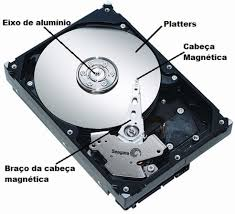 Eixo de alumínio
Platters
Cabeça
Magnética
Braço da cabeça
magnética
Seagate